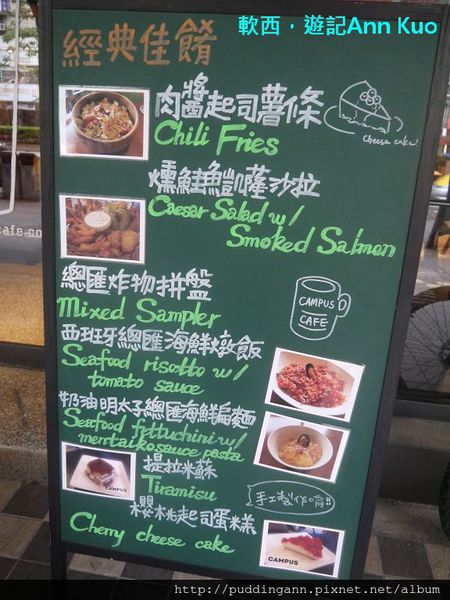 軟西，遊記Ann Kuo
經典佳餚
肉醬起司薯條
Chili Fries
cheese cake
燻鮭魚凱薩沙拉
Caesar Salad w/
Smoked Salmon
總匯炸物拼盤
Mixed Sampler
CAMPUS
CAFE
西班牙總匯海鮮燉飯
Seafood risotto w/
tomato sauce
奶油明太子總匯海鮮扁麵
Seafood fettuchini w/
mentaiko sauce pasta
提拉米蘇
Tiramisu
CAMPUS
手工製作唷!!
櫻桃起司蛋糕
Cherry cheese cake
CAMPUS
http://puddingann.pixnet.net/album